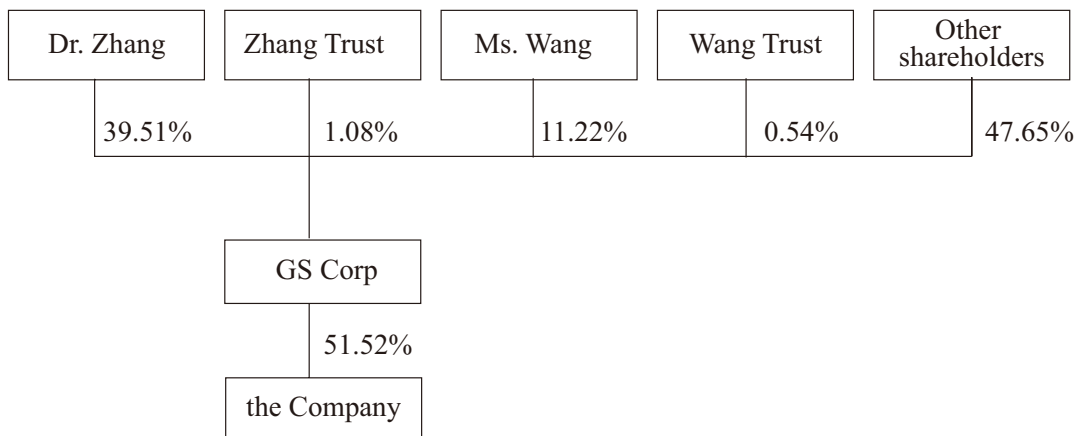 Dr. Zhang
Zhang Trust
Ms. Wang
Wang Trust
Other
shareholders
39.51%
1.08%
11.22%
0.54%
47.65%
GS Corp
51.52%
the Company